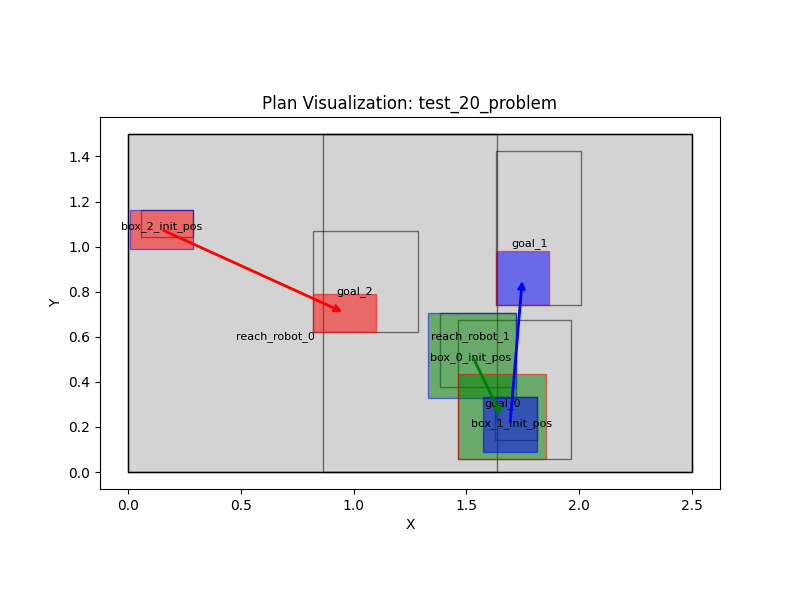 Plan Visualization: test_20_problem
1.4
1.2
1.0
0.8
0.6
0.4
0.2
0.0
Y
box_2_init_pos
goal_1
goal_2
reach_robot_0
reach_robot_1
box_0_init_pos
goal_0
box_1_init_pos
0.0
0.5
1.0
1.5
2.0
2.5
X